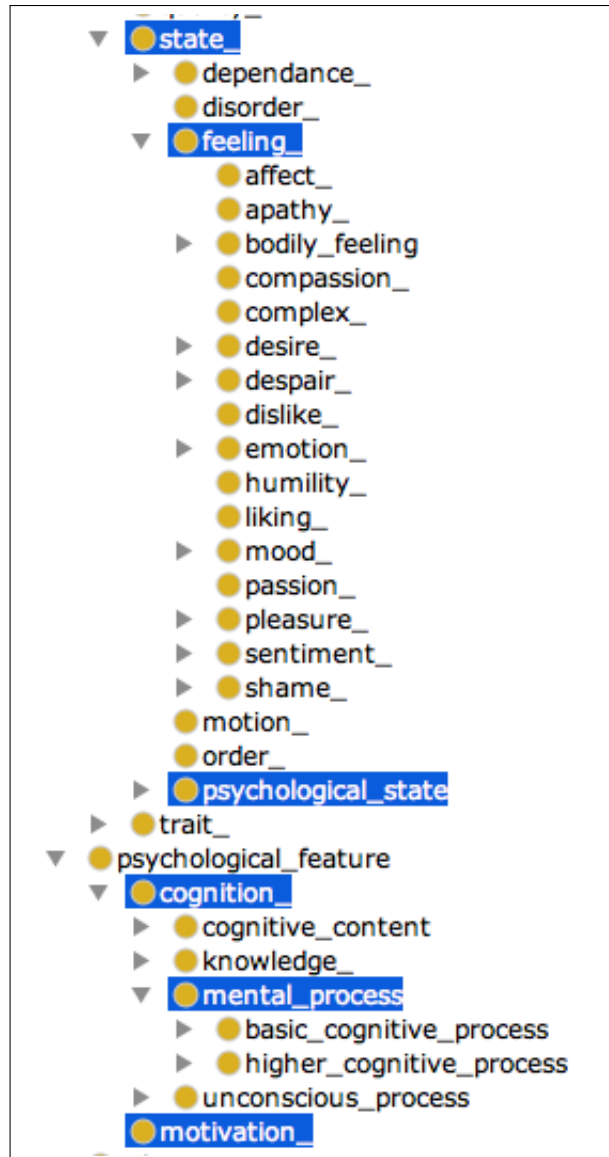 state_
dependance_
disorder_
feeling_
affect_
apathy_
bodily_feeling
compassion_
complex_
desire_
despair_
dislike_
emotion_
humility_
liking_
mood_
passion_
pleasure_
sentiment_
shame_
motion_
order_
psychological_state
trait_
psychological_feature
cognition_
cognitive_content
knowledge_
mental_process
basic_cognitive_process
higher_cognitive_process
unconscious_process
motivation_